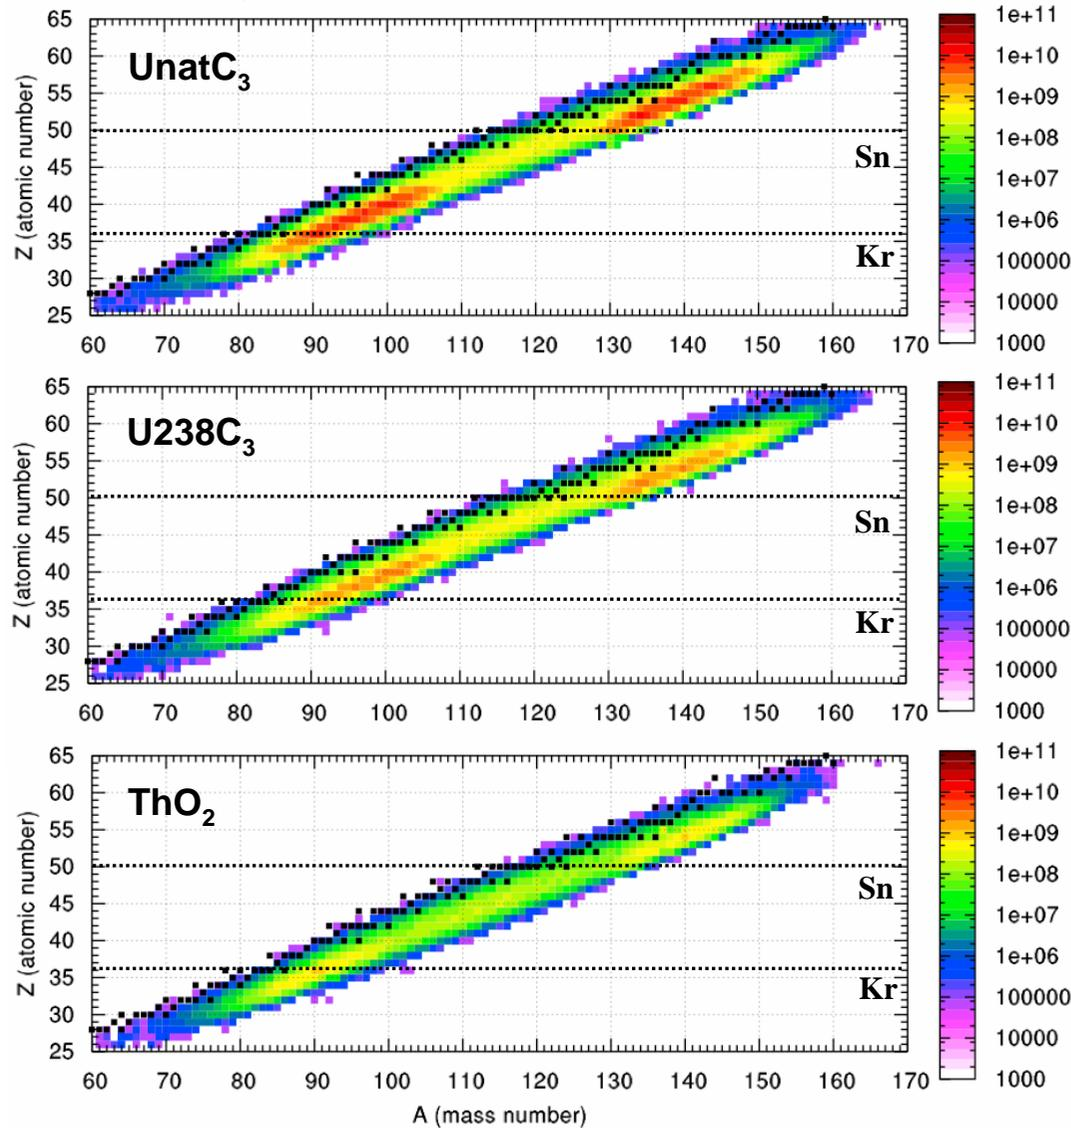 UnatC3
Z (atomic number)
65
60
55
50
45
40
35
30
25
Sn
Kr
60 70 80 90 100 110 120 130 140 150 160 170
1e+11
1e+10
1e+09
1e+08
1e+07
1e+06
100000
10000
1000
U238C3
Z (atomic number)
65
60
55
50
45
40
35
30
25
Sn
Kr
60 70 80 90 100 110 120 130 140 150 160 170
1e+11
1e+10
1e+09
1e+08
1e+07
1e+06
100000
10000
1000
ThO2
Z (atomic number)
65
60
55
50
45
40
35
30
25
Sn
Kr
60 70 80 90 100 110 120 130 140 150 160 170
A (mass number)
1e+11
1e+10
1e+09
1e+08
1e+07
1e+06
100000
10000
1000